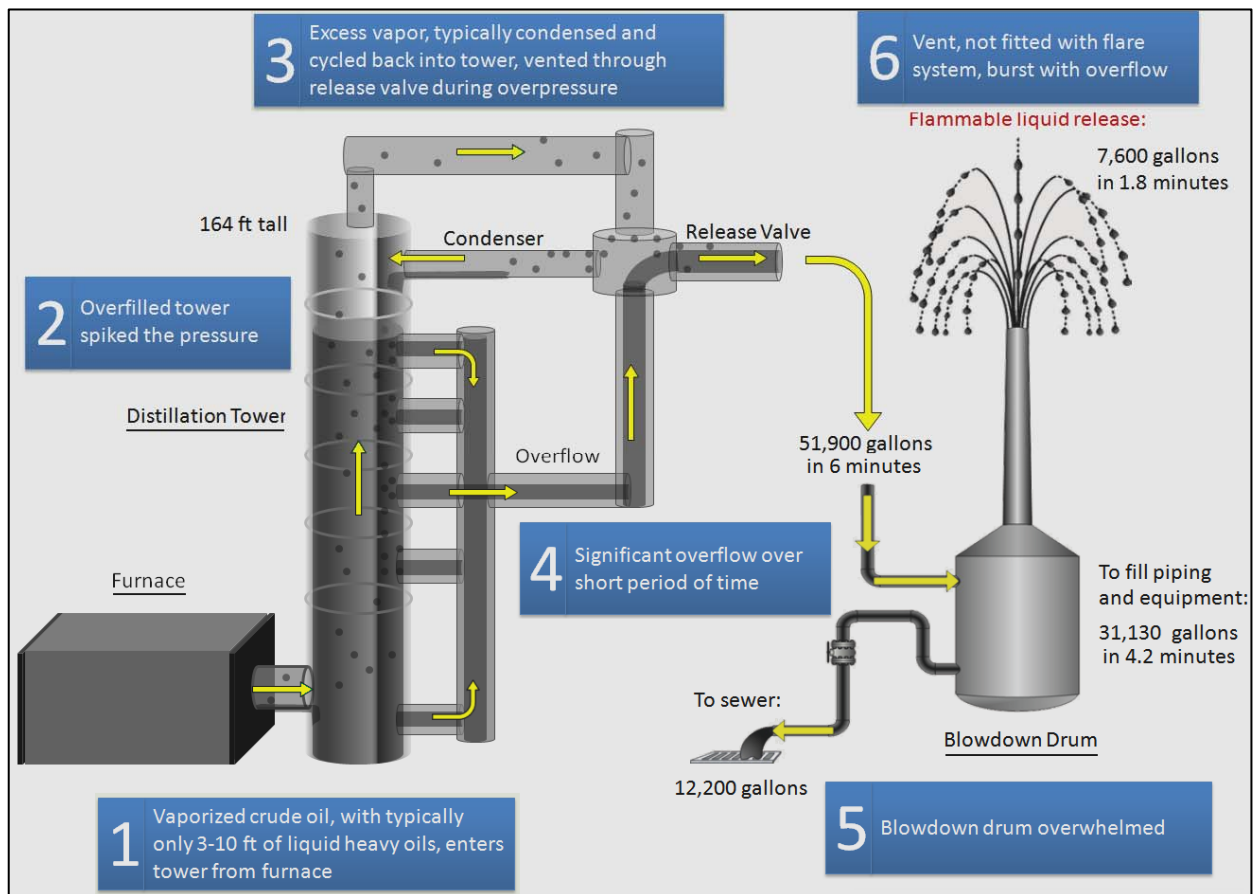 3
Excess vapor, typically condensed and
cycled back into tower, vented through
release valve during overpressure
6
Vent, not fitted with flare
system, burst with overflow
Flammable liquid release:
7,600 gallons
in 1.8 minutes
164 ft tall
Condenser
Release Valve
2
Overfilled tower
spiked the pressure
Distillation Tower
Overflow
51,900 gallons
in 6 minutes
4
Significant overflow over
short period of time
Furnace
To fill piping
and equipment:
31,130 gallons
in 4.2 minutes
To sewer:
12,200 gallons
Blowdown Drum
1
Vaporized crude oil, with typically
only 3-10 ft of liquid heavy oils, enters
tower from furnace
5
Blowdown drum overwhelmed